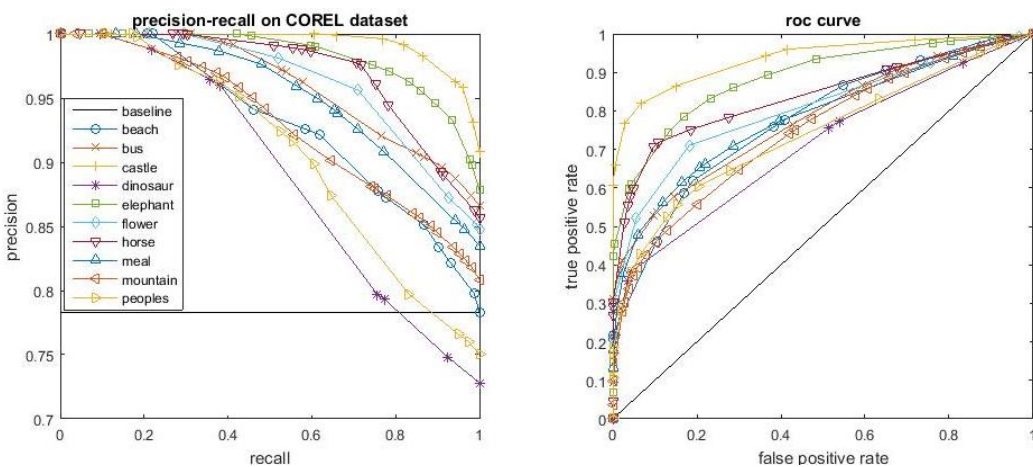 precision-recall on COREL dataset
1
0.95
0.9
0.85
0.8
0.75
0.7
precision
baseline
beach
bus
castle
dinosaur
elephant
flower
horse
meal
mountain
peoples
0 0.2 0.4 0.6 0.8 1
recall
roc curve
1
0.9
0.8
0.7
0.6
0.5
0.4
0.3
0.2
0.1
0
true positive rate
0 0.2 0.4 0.6 0.8 1
false positive rate